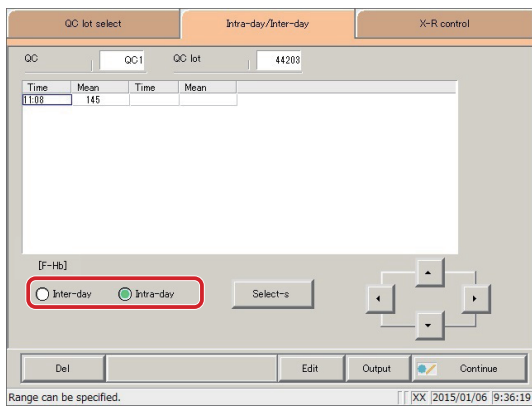 QC lot select Intra-day/Inter-day X-R control
QC QC1 QC lot 44203
Time Mean Time Mean
11:08 145
[F-Hb]
Inter-day Intra-day Select-s
Del Edit Output Continue
Range can be specified. XX 2015/01/06 9:36:19